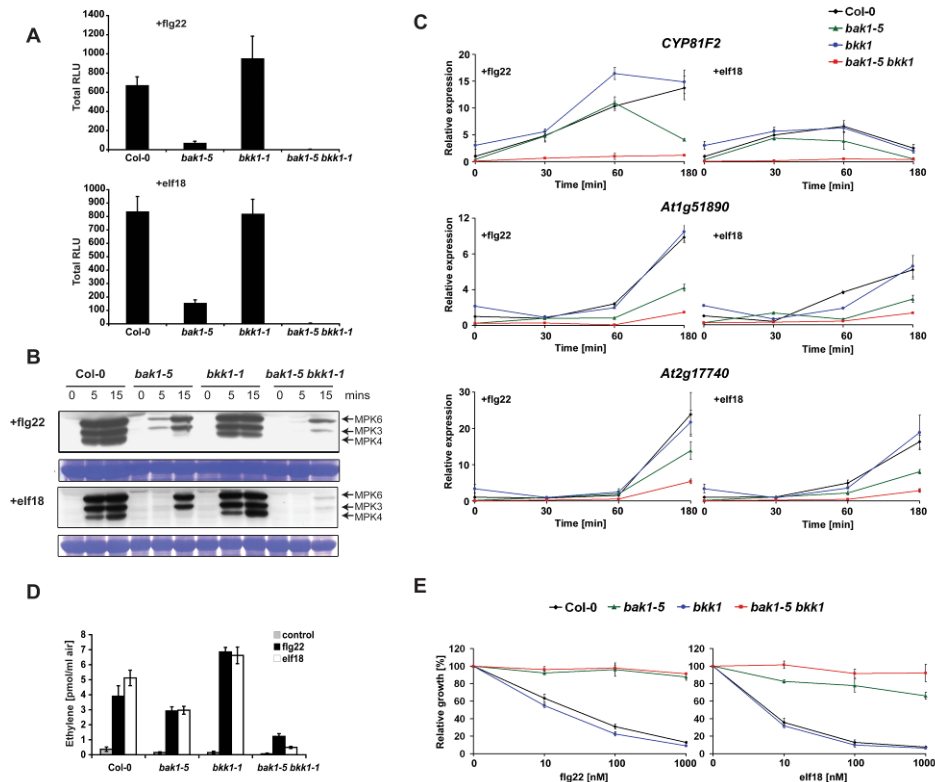 A
+flg22
Total RLU
1400
1200
1000
800
600
400
200
0
Col-0 bak1-5 bkk1-1 bak1-5 bkk1-1
+elf18
Total RLU
1000
900
800
700
600
500
400
300
200
100
0
Col-0 bak1-5 bkk1-1 bak1-5 bkk1-1
B
Col-0 bak1-5 bkk1-1 bak1-5 bkk1-1
0 5 15 0 5 15 0 5 15 0 5 15 mins
+flg22
MPK6
MPK3
MPK4
+elf18
MPK6
MPK3
MPK4
C
Col-0
bak1-5
bkk1
bak1-5 bkk1
CYP81F2
+flg22
+elf18
Relative expression
20
15
10
5
0
0 30 60 180
0 30 60 180
Time [min]
Time [min]
At1g51890
+flg22
+elf18
Relative expression
12
8
4
0
0 30 60 180
0 30 60 180
Time [min]
Time [min]
At2g17740
+flg22
+elf18
Relative expression
30
20
10
0
0 30 60 180
0 30 60 180
Time [min]
Time [min]
D
control
flg22
elf18
Ethylene [pmol/ml air]
8
7
6
5
4
3
2
1
0
Col-0 bak1-5 bkk1-1 bak1-5 bkk1-1
E
Col-0 bak1-5 bkk1 bak1-5 bkk1
Relative growth [%]
120
100
80
60
40
20
0
0 10 100 1000
flg22 [nM]
120
100
80
60
40
20
0
0 10 100 1000
elf18 [nM]